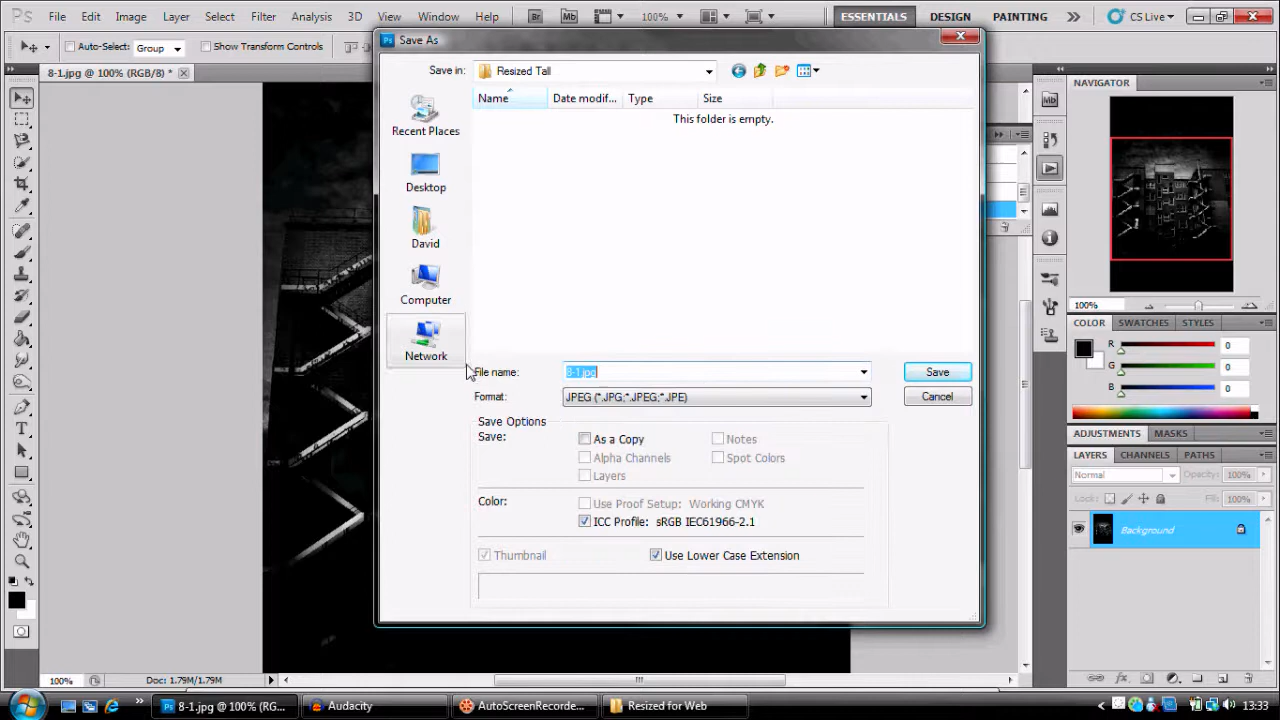 Ps File Edit Image Layer Select Filter Analysis 3D View Window Help Br Mb 100% ESSENTIALS DESIGN PAINTING CS Live
Auto-Select: Group Show Transform Controls
8-1.jpg @ 100% (RGB/8) *
Save As
Save in: Resized Tall
Name Date modif... Type Size
This folder is empty.
Recent Places
Desktop
David
Computer
Network
File name: 8-1.jpg Save
Format: JPEG (*.JPG;*.JPEG;*.JPE) Cancel
Save Options
Save: As a Copy Notes
Alpha Channels Spot Colors
Layers
Color: Use Proof Setup: Working CMYK
ICC Profile: sRGB IEC61966-2.1
Thumbnail Use Lower Case Extension
NAVIGATOR
Mb
100%
COLOR SWATCHES STYLES
R 0
G 0
B 0
ADJUSTMENTS MASKS
LAYERS CHANNELS PATHS
Normal Opacity: 100%
Lock: Fill: 100%
Background
100% Doc: 1.79M/1.79M
8-1.jpg @ 100% (RG... Audacity AutoScreenRecorde... Resized for Web 13:33